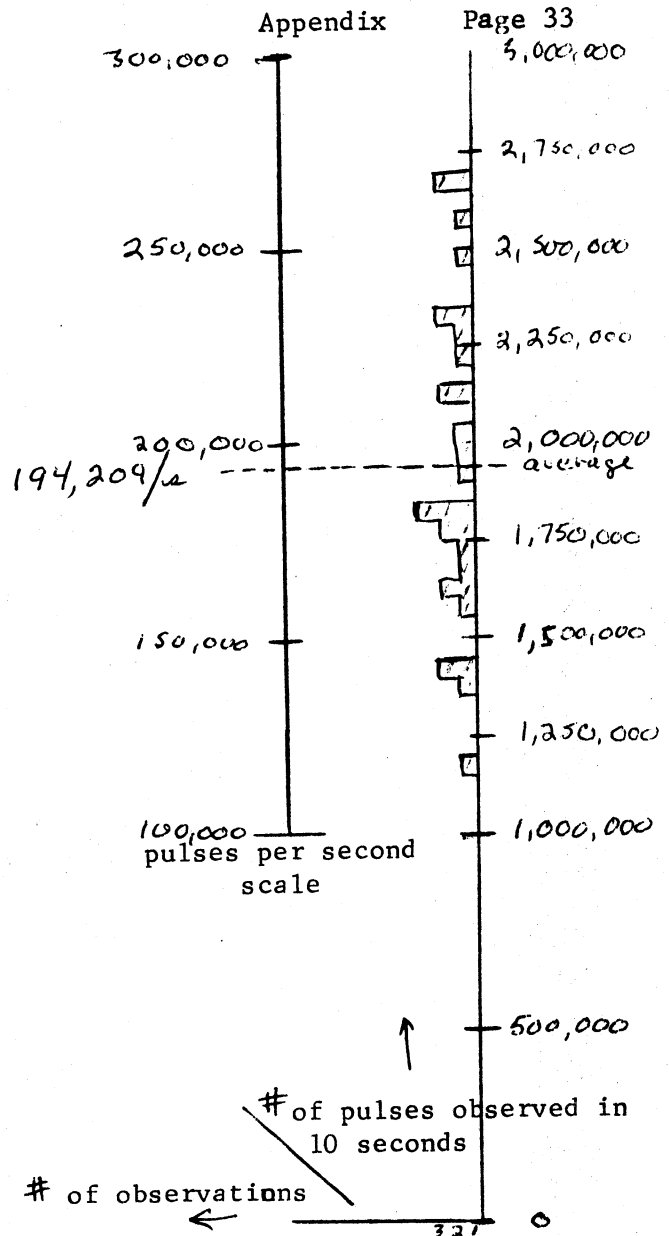 Appendix Page 33
300,000 3,000,000
2,750,000
250,000 2,500,000
2,250,000
200,000 2,000,000
194,209/s average
1,750,000
150,000 1,500,000
1,250,000
100,000 1,000,000
pulses per second
scale
500,000
# of pulses observed in
10 seconds
# of observations
3 2 1 0